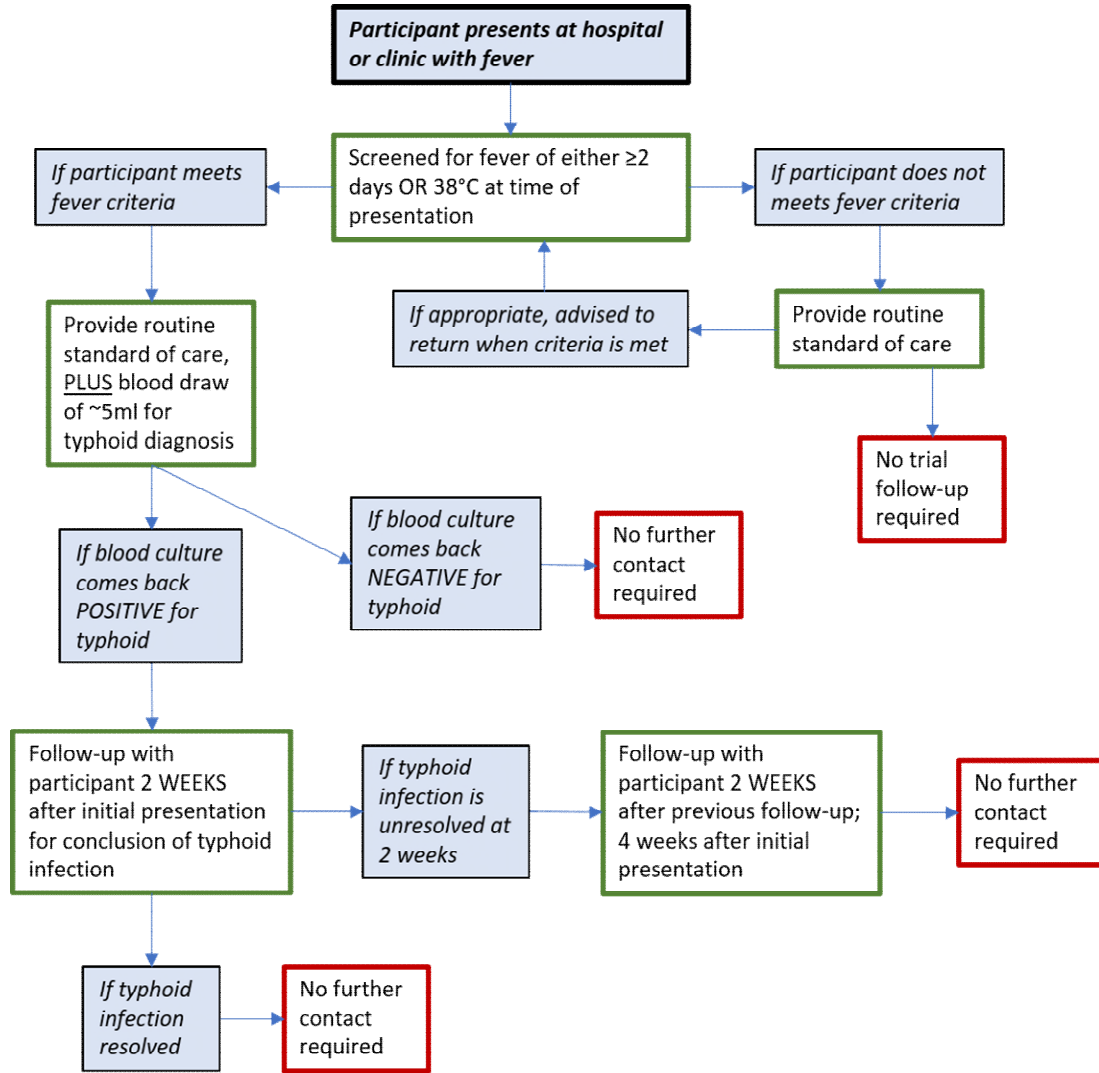 Participant presents at hospital
or clinic with fever
If participant meets
fever criteria
Screened for fever of either ≥2
days OR 38°C at time of
presentation
If participant does not
meets fever criteria
Provide routine
standard of care,
PLUS blood draw
of ~5ml for
typhoid diagnosis
If appropriate, advised to
return when criteria is met
Provide routine
standard of care
No trial
follow-up
required
If blood culture
comes back
POSITIVE for
typhoid
If blood culture
comes back
NEGATIVE for
typhoid
No further
contact
required
Follow-up with
participant 2 WEEKS
after initial presentation
for conclusion of typhoid
infection
If typhoid
infection is
unresolved at
2 weeks
Follow-up with
participant 2 WEEKS
after previous follow-up;
4 weeks after initial
presentation
No further
contact
required
If typhoid
infection
resolved
No further
contact
required